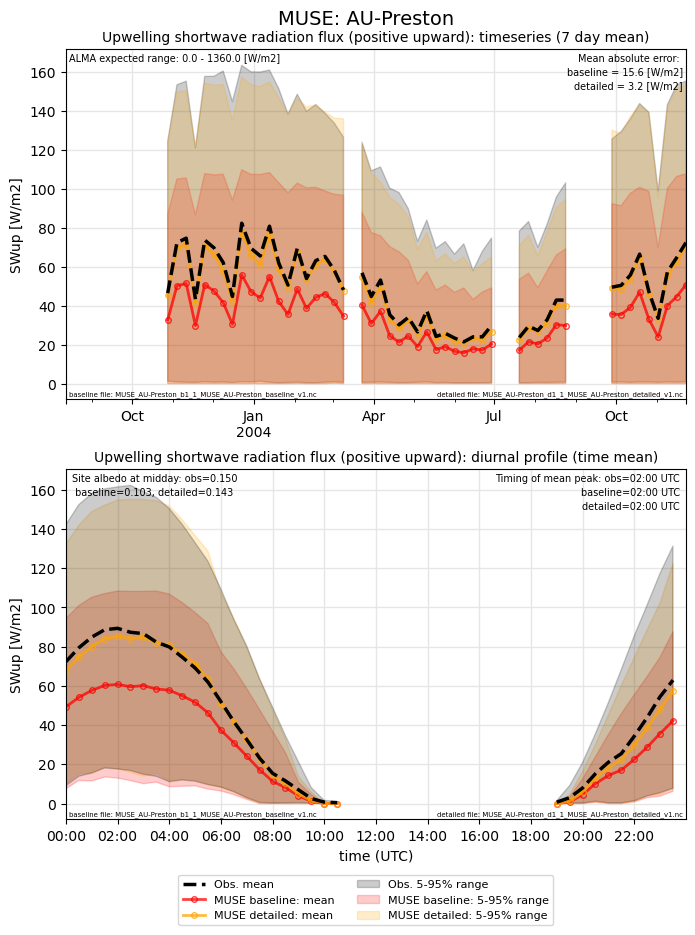 MUSE: AU-Preston
Upwelling shortwave radiation flux (positive upward): timeseries (7 day mean)
ALMA expected range: 0.0 - 1360.0 [W/m2]
Mean absolute error:
baseline = 15.6 [W/m2]
detailed = 3.2 [W/m2]
160
140
120
100
80
60
40
20
0
SWup [W/m2]
baseline file: MUSE_AU-Preston_b1_1_MUSE_AU-Preston_baseline_v1.nc
detailed file: MUSE_AU-Preston_d1_1_MUSE_AU-Preston_detailed_v1.nc
Oct Jan Apr Jul Oct
2004
Upwelling shortwave radiation flux (positive upward): diurnal profile (time mean)
Site albedo at midday: obs=0.150
baseline=0.103, detailed=0.143
Timing of mean peak: obs=02:00 UTC
baseline=02:00 UTC
detailed=02:00 UTC
160
140
120
100
80
60
40
20
0
SWup [W/m2]
baseline file: MUSE_AU-Preston_b1_1_MUSE_AU-Preston_baseline_v1.nc
detailed file: MUSE_AU-Preston_d1_1_MUSE_AU-Preston_detailed_v1.nc
00:00 02:00 04:00 06:00 08:00 10:00 12:00 14:00 16:00 18:00 20:00 22:00
time (UTC)
Obs. mean
MUSE baseline: mean
MUSE detailed: mean
Obs. 5-95% range
MUSE baseline: 5-95% range
MUSE detailed: 5-95% range